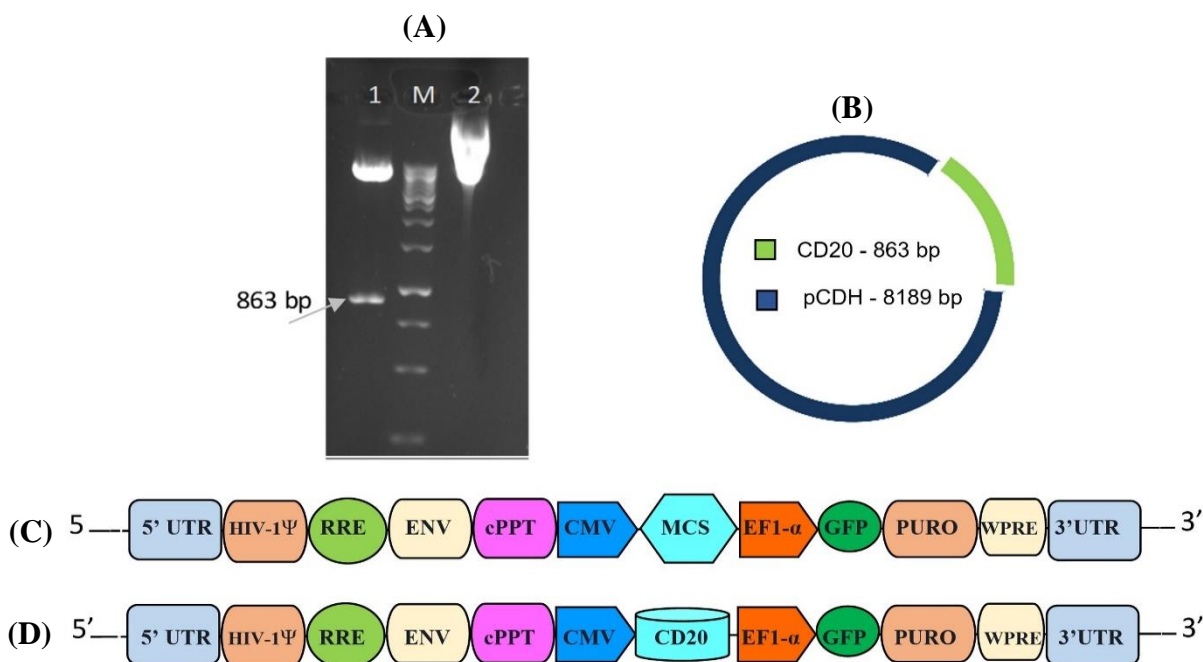 (A)
1 M 2
863 bp
(B)
CD20 - 863 bp
pCDH - 8189 bp
(C) 5 5' UTR HIV-1Ψ RRE ENV cPPT CMV MCS EF1-α GFP PURO WPRE 3'UTR 3'
(D) 5' 5' UTR HIV-1Ψ RRE ENV cPPT CMV CD20 EF1-α GFP PURO WPRE 3'UTR 3'